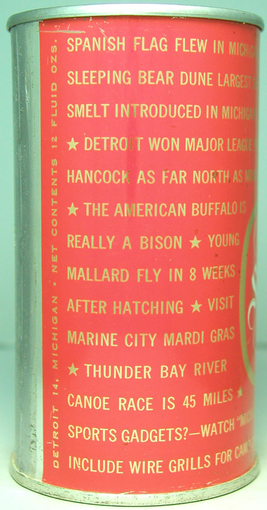 SPANISH FLAG FLEW IN
SLEEPING BEAR DUNE LARGEST
SMELT INTRODUCED IN MICHIGAN
★ DETROIT WON MAJOR LEAGUE
HANCOCK AS FAR NORTH AS
★ THE AMERICAN BUFFALO IS
REALLY A BISON ★ YOUNG
MALLARD FLY IN 8 WEEKS
AFTER HATCHING ★ VISIT
MARINE CITY MARDI GRAS
★ THUNDER BAY RIVER
CANOE RACE IS 45 MILES ★
SPORTS GADGETS?—WATCH
INCLUDE WIRE GRILLS FOR
DETROIT 14, MICHIGAN • NET CONTENTS 12 FLUID OZS.